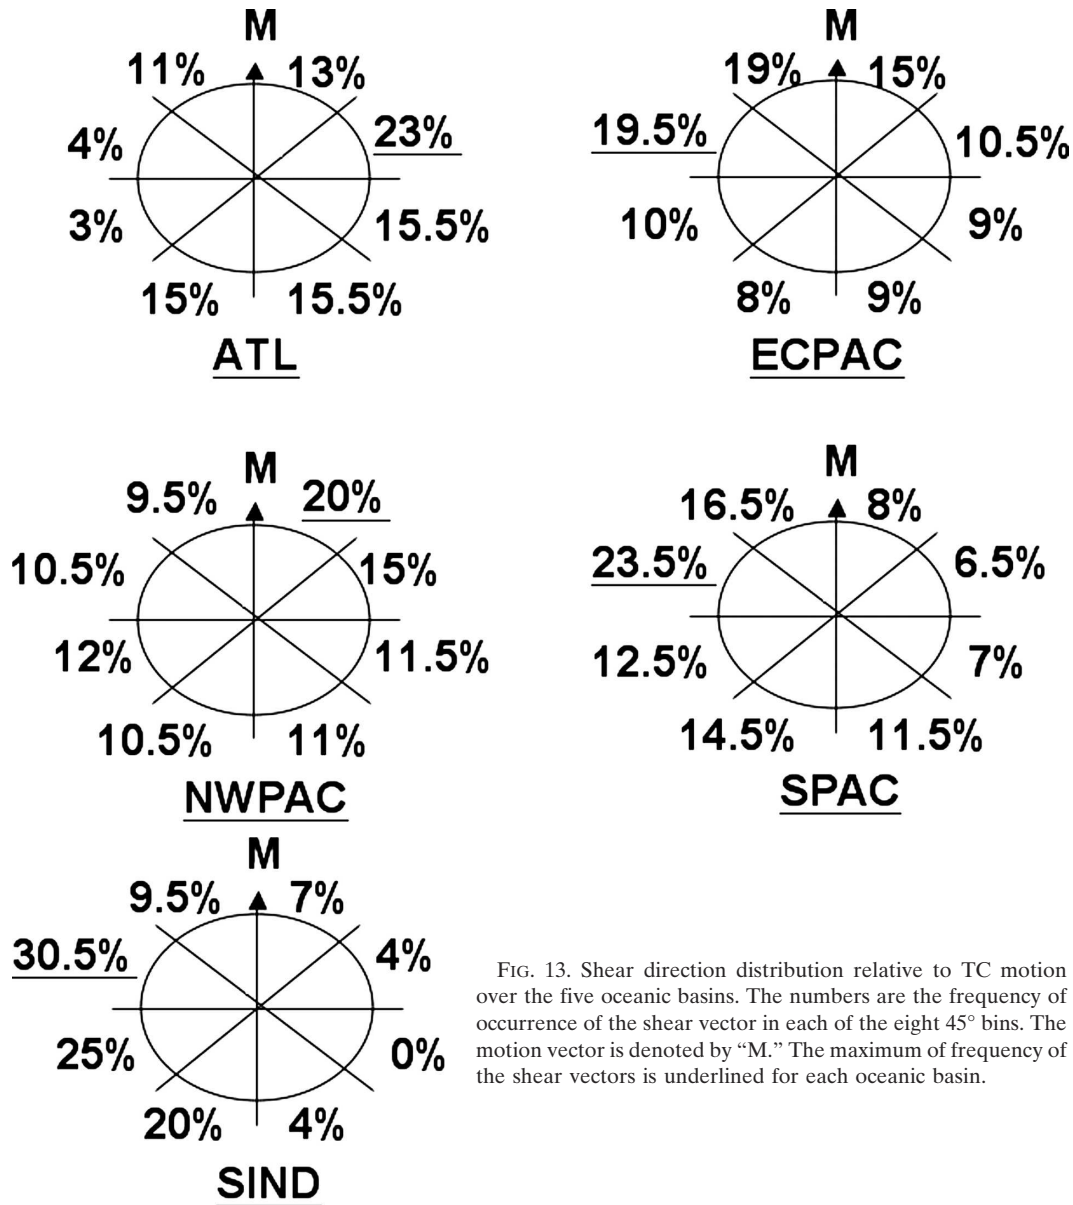 M
M
11% 13%
19% 15%
4% 23%
19.5% 10.5%
3% 15.5%
10% 9%
15% 15.5%
8% 9%
ATL
ECPAC
M
M
9.5% 20%
16.5% 8%
10.5% 15%
23.5% 6.5%
12% 11.5%
12.5% 7%
10.5% 11%
14.5% 11.5%
NWPAC
SPAC
M
9.5% 7%
30.5% 4%
25% 0%
20% 4%
SIND
FIG. 13. Shear direction distribution relative to TC motion
over the five oceanic basins. The numbers are the frequency of
occurrence of the shear vector in each of the eight 45° bins. The
motion vector is denoted by “M.” The maximum of frequency of
the shear vectors is underlined for each oceanic basin.